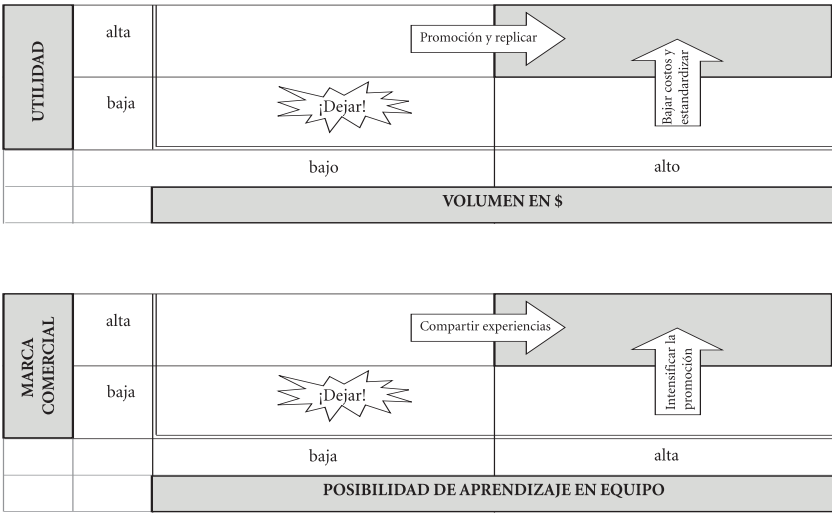 UTILIDAD
alta
Promoción y replicar
Bajar costos y
estandardizar
baja
¡Dejar!
bajo
alto
VOLUMEN EN $
MARCA
COMERCIAL
alta
Compartir experiencias
Intensificar la
promoción
baja
¡Dejar!
baja
alta
POSIBILIDAD DE APRENDIZAJE EN EQUIPO